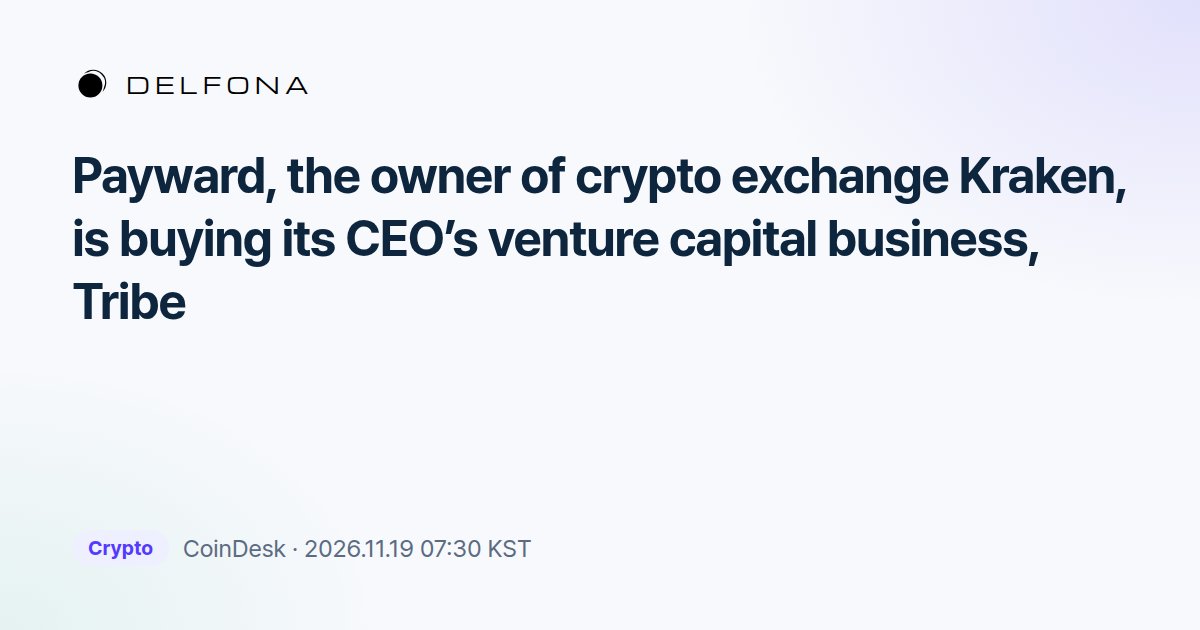 DELFONA
Payward, the owner of crypto exchange Kraken,
is buying its CEO’s venture capital business,
Tribe
Crypto CoinDesk · 2026.11.19 07:30 KST